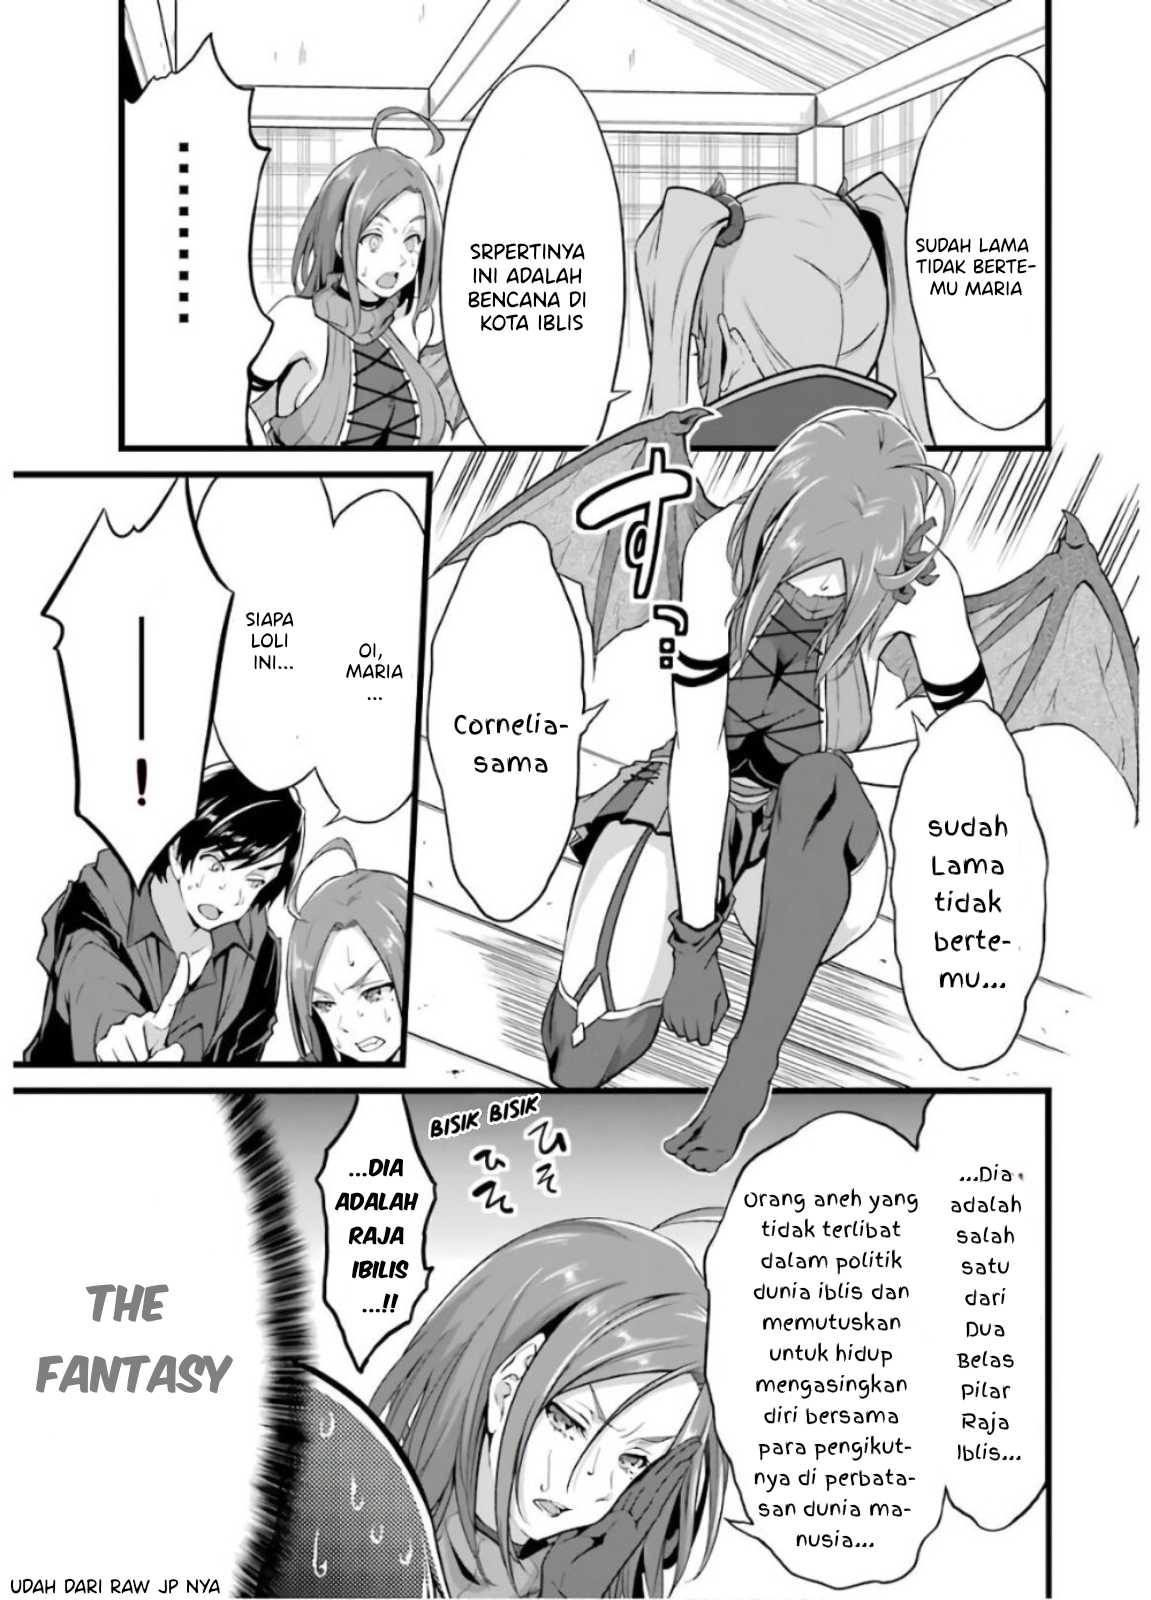 SUDAH LAMA
TIDAK BERTE-
MU MARIA
SRPERTINYA
INI ADALAH
BENCANA DI
KOTA IBLIS
.........
す...
sudah
Lama
tidak
berte-
mu...
Cornelia-
sama
OI,
MARIA
...
SIAPA
LOLI
INI...
—!
...Dia
adalah
salah
satu
dari
Dua
Belas
Pilar
Raja
Iblis...
Orang aneh yang
tidak terlibat
dalam politik
dunia iblis dan
memutuskan
untuk hidup
mengasingkan
diri bersama
para pengikut-
nya di perbata-
san dunia ma-
nusia...
BISIK BISIK
ひそ
ひそ
...DIA
ADALAH
RAJA
IBILIS
...!!
THE
FANTASY
UDAH DARI RAW JP NYA